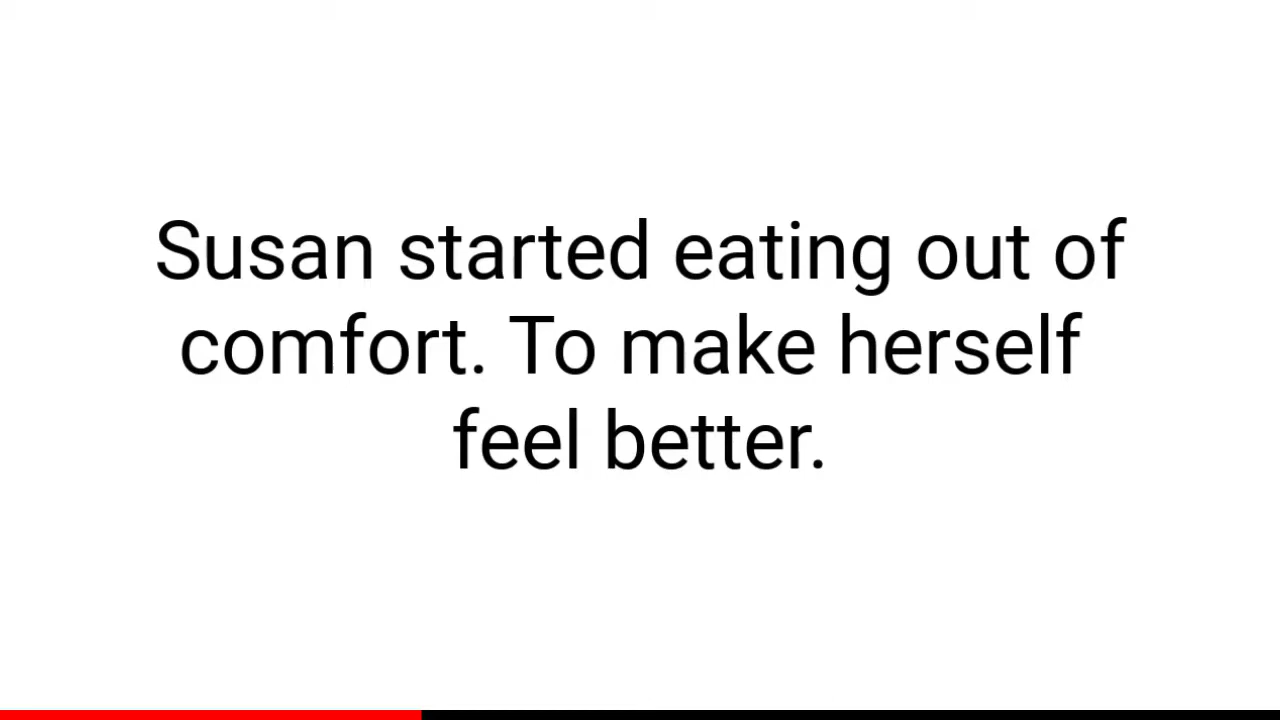 Susan started eating out of
comfort. To make herself
feel better.